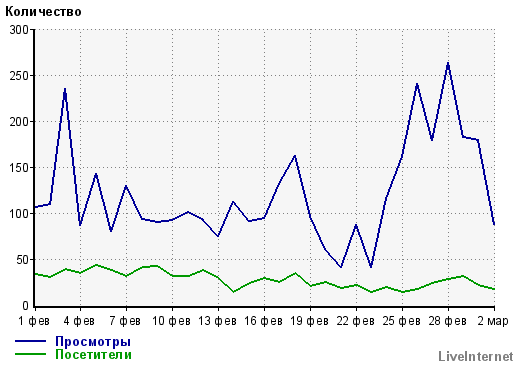 Количество
300
250
200
150
100
50
0
1 фев 4 фев 7 фев 10 фев 13 фев 16 фев 19 фев 22 фев 25 фев 28 фев 2 мар
Просмотры
Посетители
LiveInternet